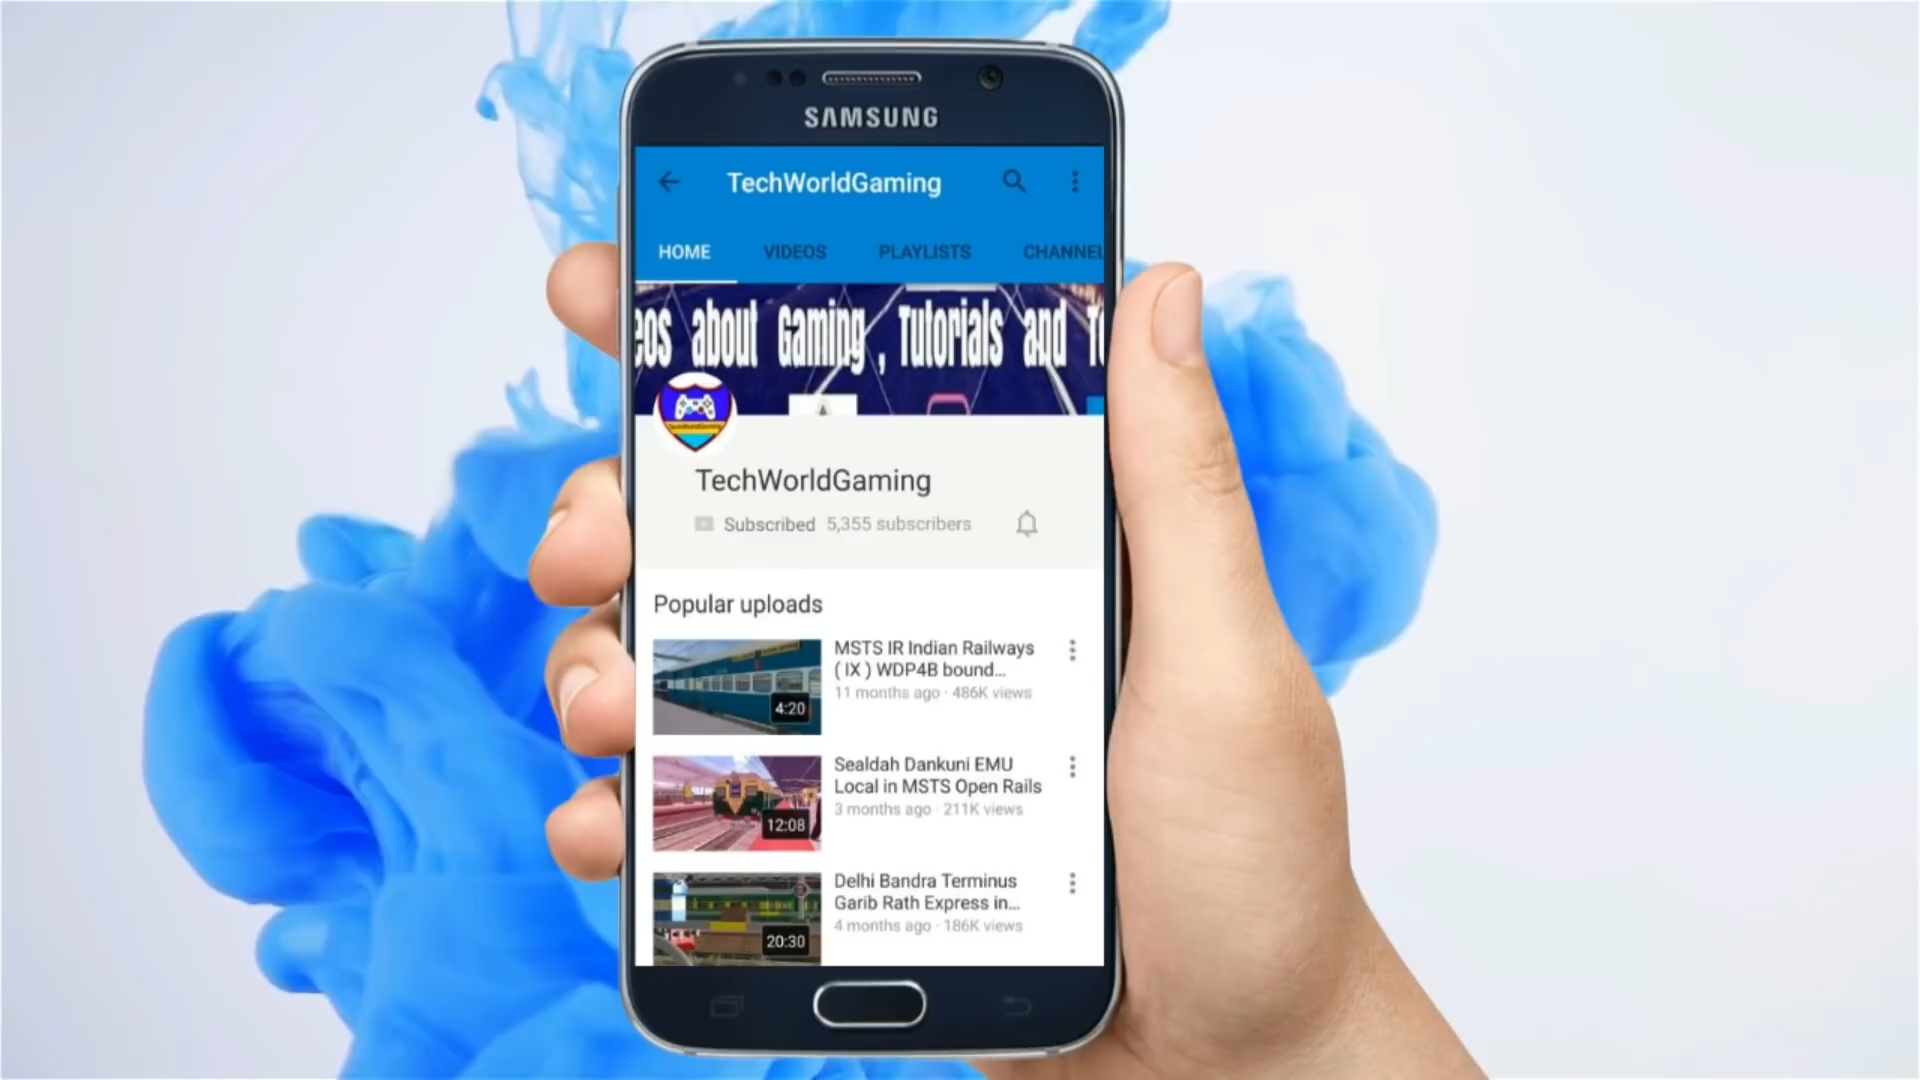 SAMSUNG
TechWorldGaming
HOME VIDEOS PLAYLISTS CHANNEL
about Gaming , Tutorials and
TechWorldGaming
TechWorldGaming
Subscribed 5,355 subscribers
Popular uploads
MSTS IR Indian Railways
( IX ) WDP4B bound...
11 months ago · 486K views
4:20
Sealdah Dankuni EMU
Local in MSTS Open Rails
3 months ago · 211K views
12:08
Delhi Bandra Terminus
Garib Rath Express in...
4 months ago · 186K views
20:30